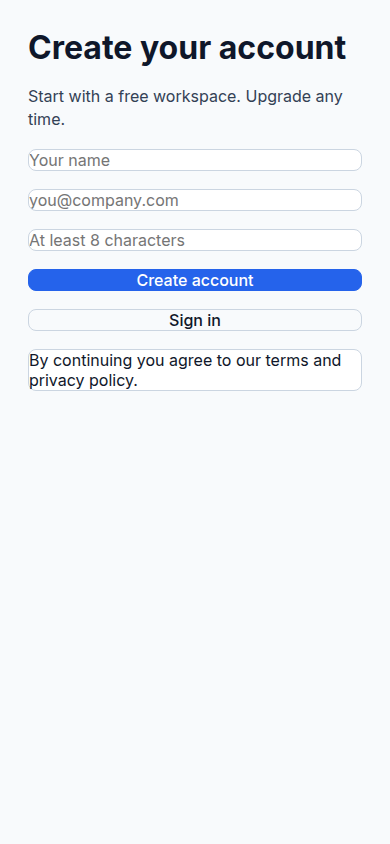 Create your account
Start with a free workspace. Upgrade any
time.
Your name
you@company.com
At least 8 characters
Create account
Sign in
By continuing you agree to our terms and
privacy policy.